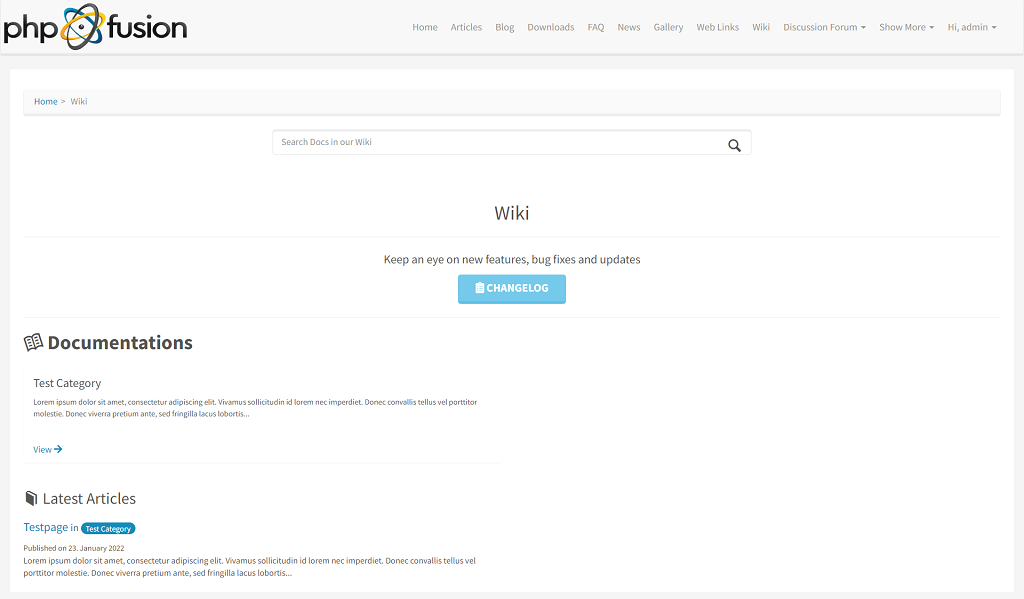 php fusion
Home Articles Blog Downloads FAQ News Gallery Web Links Wiki Discussion Forum Show More Hi, admin
Home > Wiki
Search Docs in our Wiki
Wiki
Keep an eye on new features, bug fixes and updates
CHANGELOG
Documentations
Test Category
Lorem ipsum dolor sit amet, consectetur adipiscing elit. Vivamus sollicitudin id lorem nec imperdiet. Donec convallis tellus vel porttitor
molestie. Donec viverra pretium ante, sed fringilla lacus lobortis...
View
Latest Articles
Testpage in Test Category
Published on 23. January 2022
Lorem ipsum dolor sit amet, consectetur adipiscing elit. Vivamus sollicitudin id lorem nec imperdiet. Donec convallis tellus vel
porttitor molestie. Donec viverra pretium ante, sed fringilla lacus lobortis...